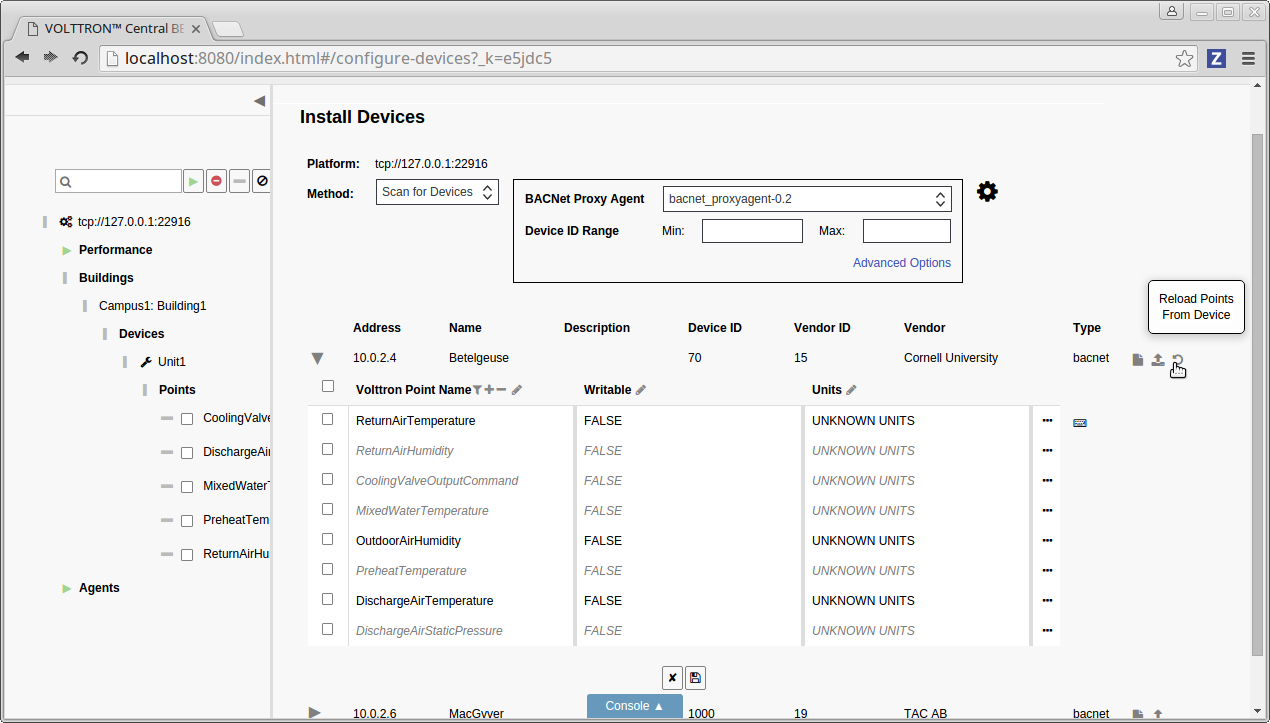 VOLTTRON™ Central BE
localhost:8080/index.html#/configure-devices?_k=e5jdc5
Z
Install Devices
Platform: tcp://127.0.0.1:22916
Method: Scan for Devices
BACNet Proxy Agent bacnet_proxyagent-0.2
Device ID Range Min: Max:
Advanced Options
tcp://127.0.0.1:22916
Performance
Buildings
Campus1: Building1
Devices
Unit1
Points
CoolingValve
DischargeAi
MixedWaterT
PreheatTem
ReturnAirHu
Agents
Reload Points
From Device
Address Name Description Device ID Vendor ID Vendor Type
10.0.2.4 Betelgeuse 70 15 Cornell University bacnet
Volttron Point Name Writable Units
ReturnAirTemperature FALSE UNKNOWN UNITS
ReturnAirHumidity FALSE UNKNOWN UNITS
CoolingValveOutputCommand FALSE UNKNOWN UNITS
MixedWaterTemperature FALSE UNKNOWN UNITS
OutdoorAirHumidity FALSE UNKNOWN UNITS
PreheatTemperature FALSE UNKNOWN UNITS
DischargeAirTemperature FALSE UNKNOWN UNITS
DischargeAirStaticPressure FALSE UNKNOWN UNITS
Console ▲
10.0.2.6 MacGyver 1000 19 TAC AB bacnet